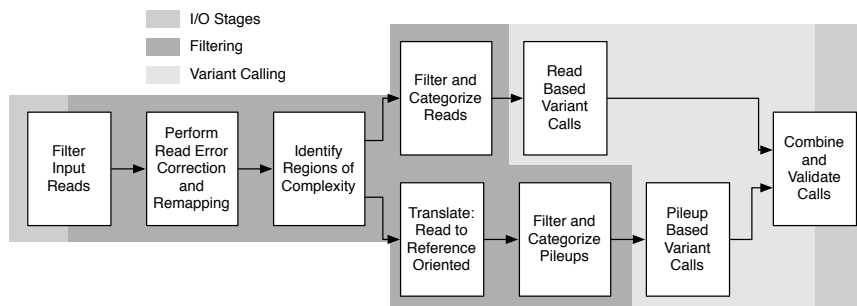 I/O Stages
Filtering
Variant Calling
Filter
Input
Reads
Perform
Read Error
Correction
and
Remapping
Identify
Regions of
Complexity
Filter and
Categorize
Reads
Read
Based
Variant
Calls
Translate:
Read to
Reference
Oriented
Filter and
Categorize
Pileups
Pileup
Based
Variant
Calls
Combine
and
Validate
Calls